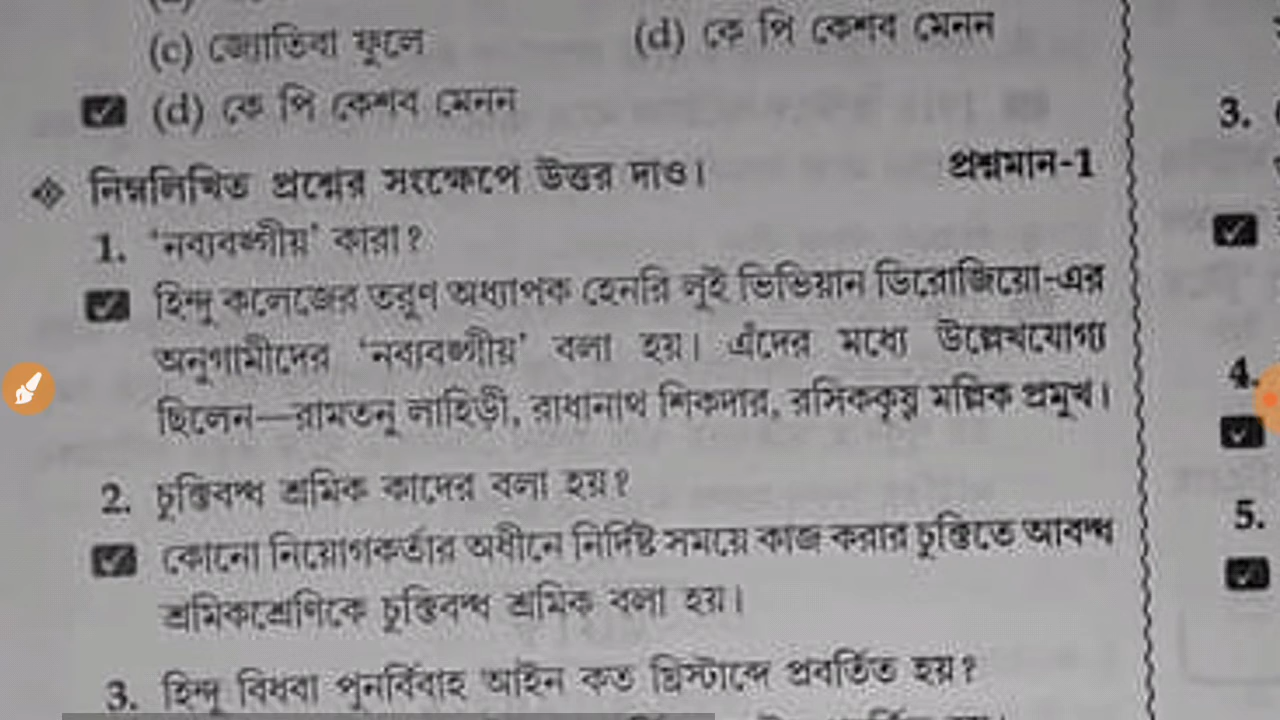 (c) জ্যোতিবা ফুলে (d) কে পি কেশব মেনন
(d) কে পি কেশব মেনন
নিম্নলিখিত প্রশ্নের সংক্ষেপে উত্তর দাও। প্রশ্নমান-1
1. ‘নব্যবঙ্গীয়’ কারা?
হিন্দু কলেজের তরুণ অধ্যাপক হেনরি লুই ভিভিয়ান ডিরোজিয়ো-এর
অনুগামীদের ‘নব্যবঙ্গীয়’ বলা হয়। এঁদের মধ্যে উল্লেখযোগ্য
ছিলেন—রামতনু লাহিড়ী, রাধানাথ শিকদার, রসিককৃষ্ণ মল্লিক প্রমুখ।
2. চুক্তিবদ্ধ শ্রমিক কাদের বলা হয়?
কোনো নিয়োগকর্তার অধীনে নির্দিষ্ট সময়ে কাজ করার চুক্তিতে আবদ্ধ
শ্রমিকশ্রেণিকে চুক্তিবদ্ধ শ্রমিক বলা হয়।
3. হিন্দু বিধবা পুনর্বিবাহ আইন কত খ্রিস্টাব্দে প্রবর্তিত হয়?
3.
4.
5.